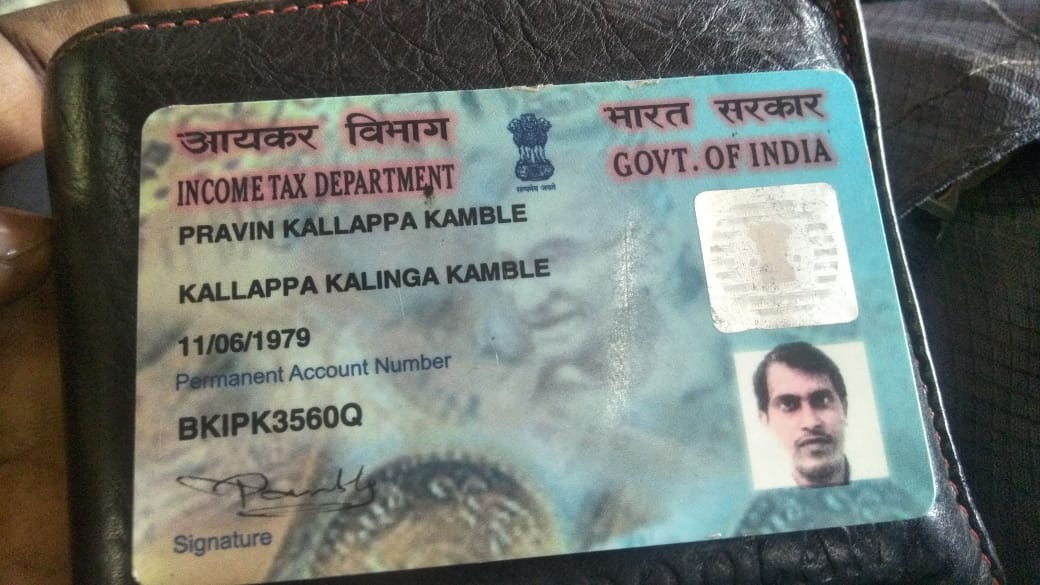 आयकर विभाग
INCOME TAX DEPARTMENT
भारत सरकार
GOVT. OF INDIA
सत्यमेव जयते
PRAVIN KALLAPPA KAMBLE
KALLAPPA KALINGA KAMBLE
11/06/1979
Permanent Account Number
BKIPK3560Q
Signature